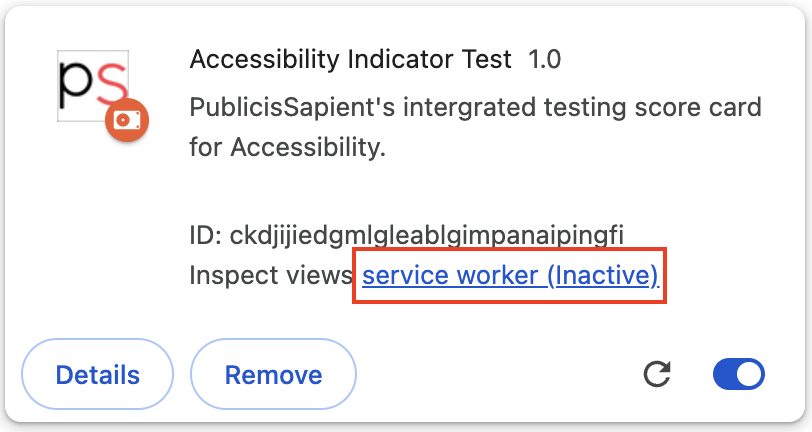 ps
Accessibility Indicator Test 1.0
PublicisSapient's intergrated testing score card
for Accessibility.
ID: ckdjijiedgmlgleablgimpanaipingfi
Inspect views service worker (Inactive)
Details
Remove